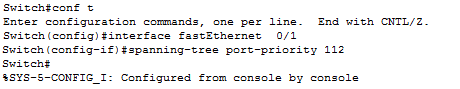 Switch#conf t
Enter configuration commands, one per line.  End with CNTL/Z.
Switch(config)#interface fastEthernet  0/1
Switch(config-if)#spanning-tree port-priority 112
Switch#
%SYS-5-CONFIG_I: Configured from console by console